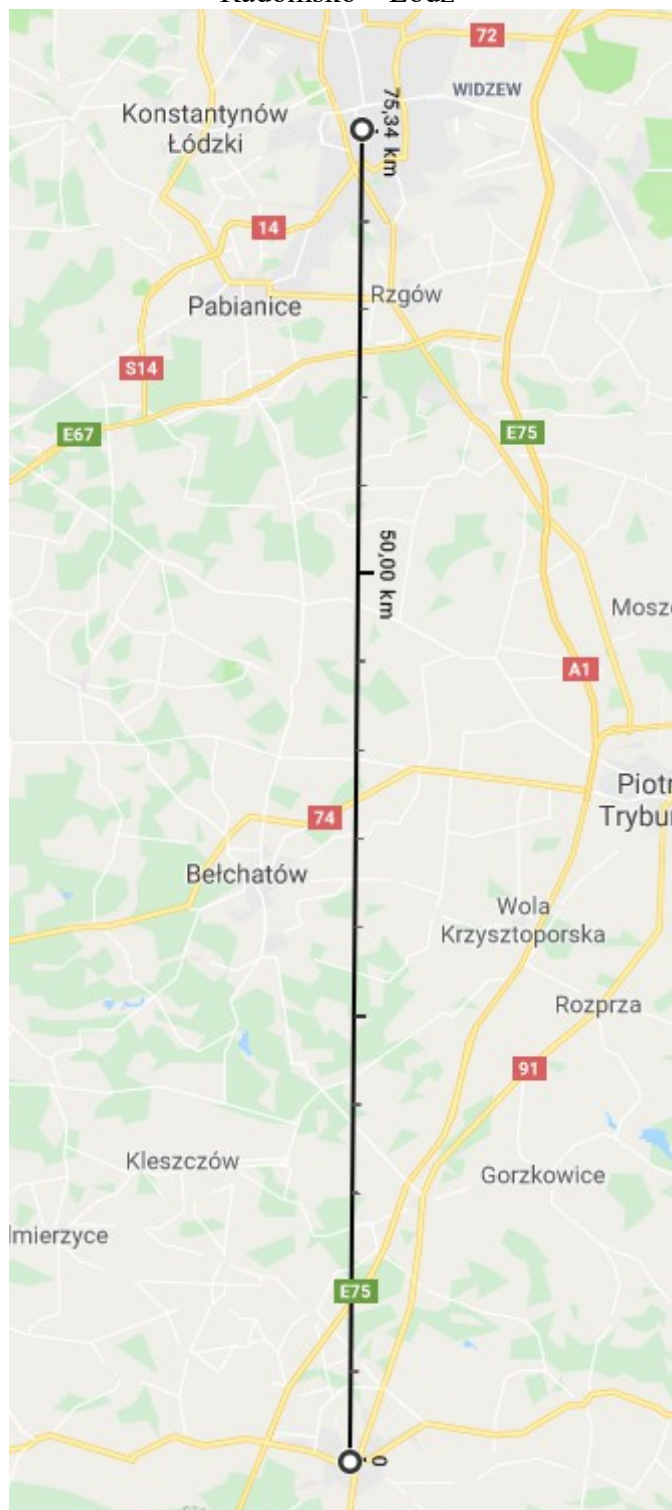 72
WIDZEW
75,34 km
Konstantynów
Łódzki
14
Rzgów
Pabianice
S14
E67
E75
50,00 km
Mosz
A1
Piotr
Trybu
74
Bełchatów
Wola
Krzysztoporska
Rozprza
91
Kleszczów
Gorzkowice
lmierzyce
E75
0